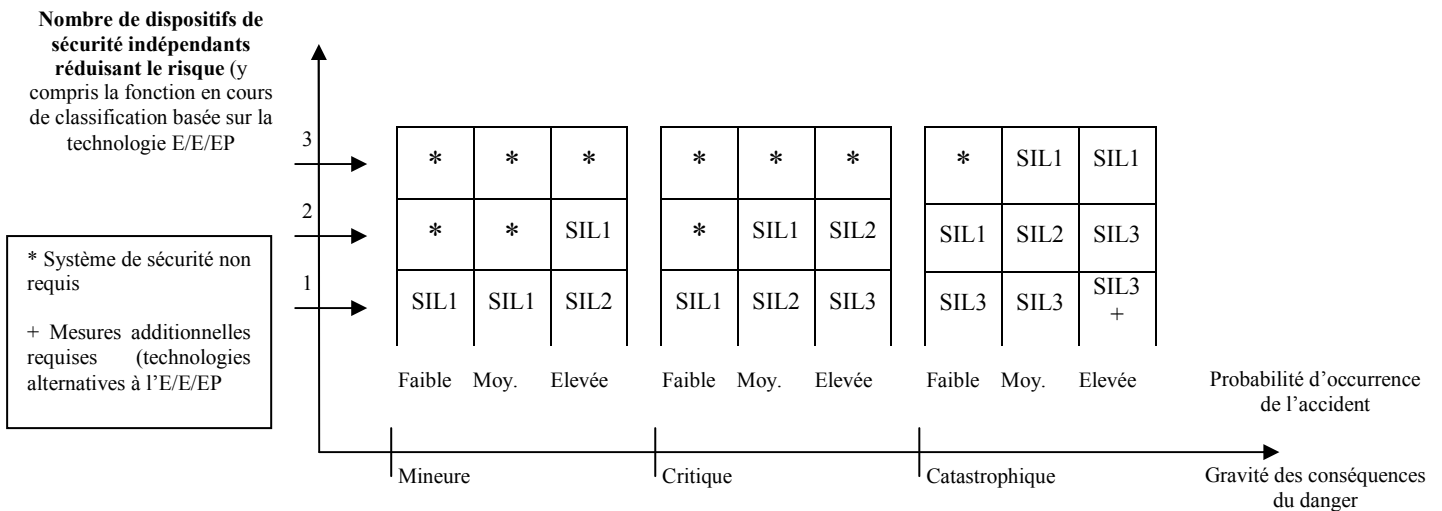 Nombre de dispositifs de
sécurité indépendants
réduisant le risque (y
compris la fonction en cours
de classification basée sur la
technologie E/E/EP
3
* * * * * * * SIL1 SIL1
2
* * SIL1 * SIL1 SIL2 SIL1 SIL2 SIL3
1
SIL1 SIL1 SIL2 SIL1 SIL2 SIL3 SIL3 SIL3 SIL3
+
* Système de sécurité non
requis
+ Mesures additionnelles
requises (technologies
alternatives à l'E/E/EP
Faible Moy. Elevée Faible Moy. Elevée Faible Moy. Elevée
Probabilité d'occurrence
de l'accident
Mineure Critique Catastrophique
Gravité des conséquences
du danger